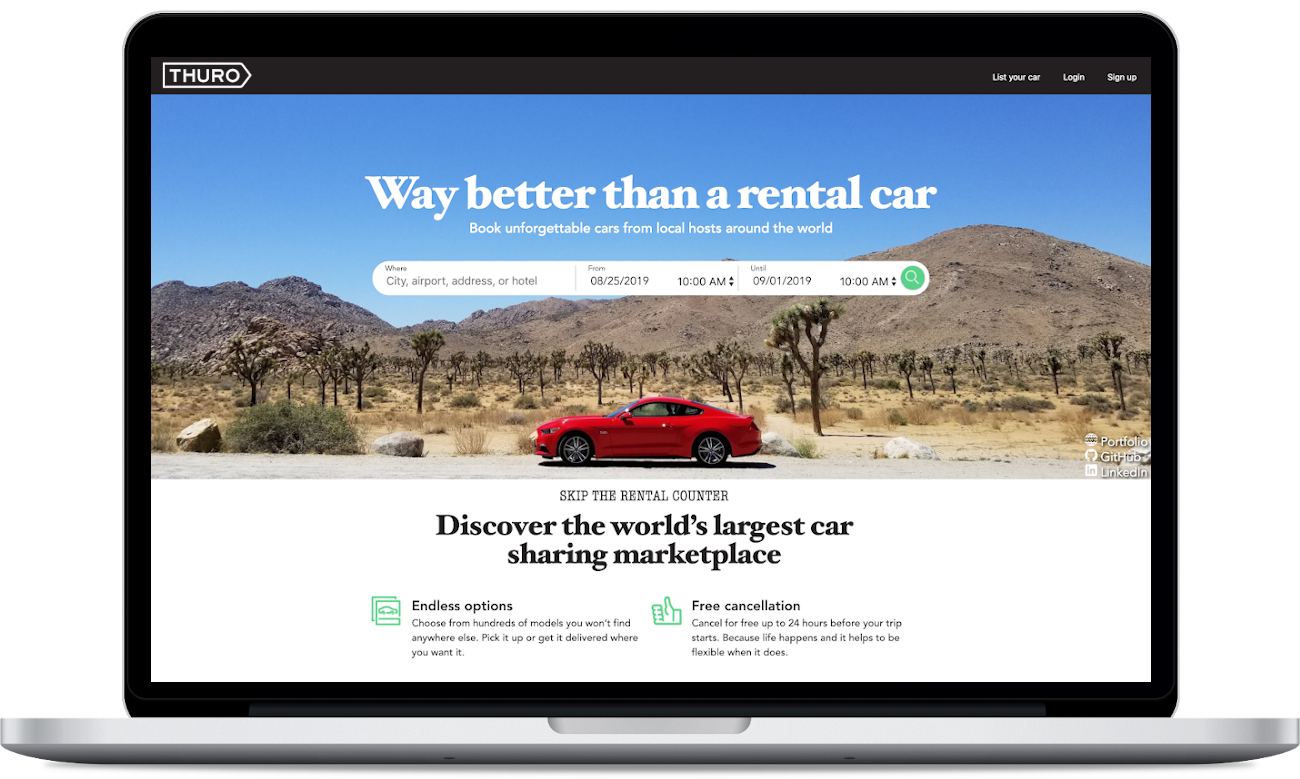 THURO
List your car
Login
Sign up
Way better than a rental car
Book unforgettable cars from local hosts around the world
Where
City, airport, address, or hotel
From
08/25/2019
10:00 AM
Until
09/01/2019
10:00 AM
Portfolio
GitHub
LinkedIn
SKIP THE RENTAL COUNTER
Discover the world's largest car
sharing marketplace
Endless options
Choose from hundreds of models you won't find
anywhere else. Pick it up or get it delivered where
you want it.
Free cancellation
Cancel for free up to 24 hours before your trip
starts. Because life happens and it helps to be
flexible when it does.